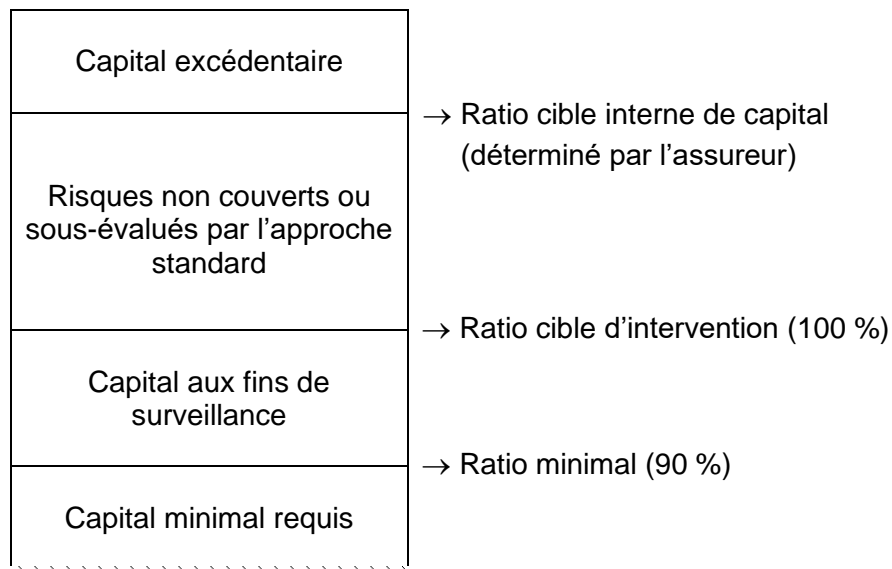 Capital excédentaire
→ Ratio cible interne de capital
(déterminé par l’assureur)
Risques non couverts ou
sous-évalués par l’approche
standard
→ Ratio cible d’intervention (100 %)
Capital aux fins de
surveillance
→ Ratio minimal (90 %)
Capital minimal requis